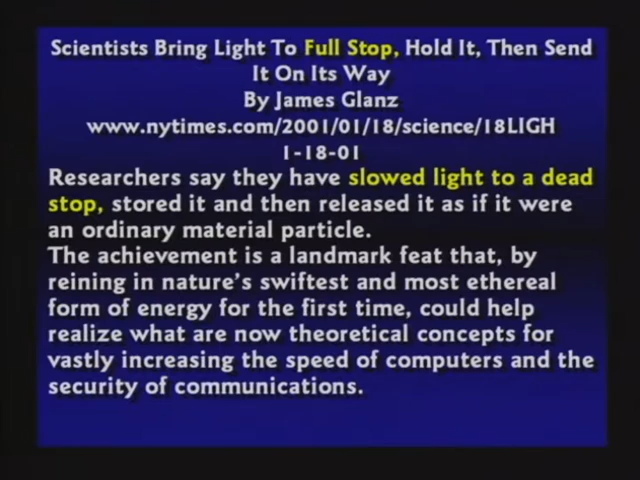 Scientists Bring Light To Full Stop, Hold It, Then Send
It On Its Way
By James Glanz
www.nytimes.com/2001/01/18/science/18LIGH
1-18-01
Researchers say they have slowed light to a dead
stop, stored it and then released it as if it were
an ordinary material particle.
The achievement is a landmark feat that, by
reining in nature's swiftest and most ethereal
form of energy for the first time, could help
realize what are now theoretical concepts for
vastly increasing the speed of computers and the
security of communications.